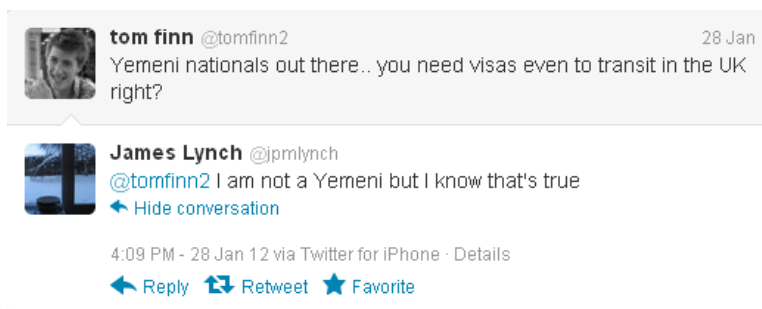 tom finn @tomfinn2 28 Jan
Yemeni nationals out there.. you need visas even to transit in the UK
right?
James Lynch @jpmlynch
@tomfinn2 I am not a Yemeni but I know that's true
Hide conversation
4:09 PM - 28 Jan 12 via Twitter for iPhone · Details
Reply Retweet Favorite